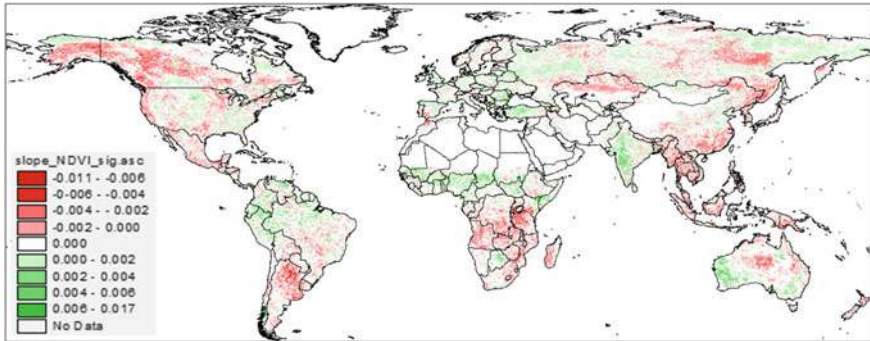 slope_NDVI_sig.asc
-0.011 - -0.006
-0.006 - -0.004
-0.004 - -0.002
-0.002 - 0.000
0.000
0.000 - 0.002
0.002 - 0.004
0.004 - 0.006
0.006 - 0.017
No Data